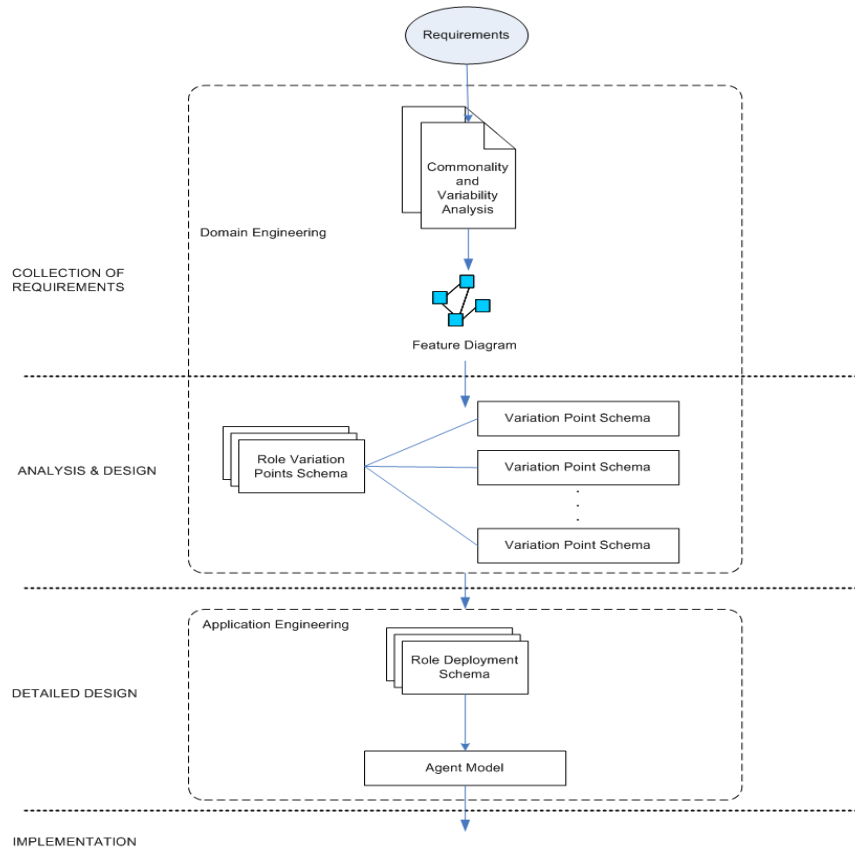 Requirements
Commonality
and
Variability
Analysis
Domain Engineering
COLLECTION OF
REQUIREMENTS
Feature Diagram
Variation Point Schema
Role Variation
Points Schema
ANALYSIS & DESIGN
Variation Point Schema
.
.
.
Variation Point Schema
Application Engineering
Role Deployment
Schema
DETAILED DESIGN
Agent Model
IMPLEMENTATION